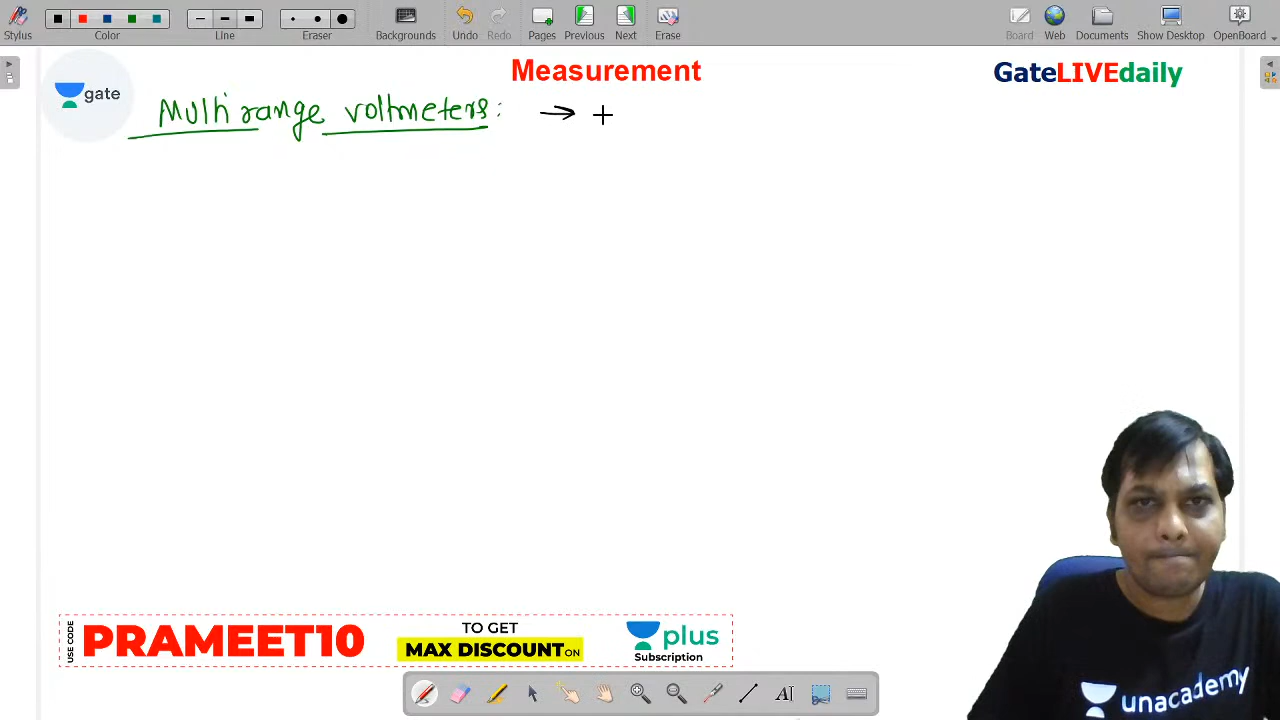 Stylus
Color
Line
Eraser
Backgrounds
Undo
Redo
Pages
Previous
Next
Erase
Board
Web
Documents
Show Desktop
OpenBoard
gate
Measurement
GateLIVEdaily
Multi range voltmeters: → +
USE CODE
PRAMEET10
TO GET
MAX DISCOUNT ON
plus
Subscription
unacademy